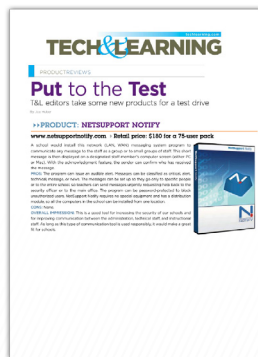 techlearning.com
TECH&LEARNING
PRODUCTREVIEWS
Put to the Test
T&L editors take some new products for a test drive
>>PRODUCT: NETSUPPORT NOTIFY
www.netsupportnotify.com | Retail price: $180 for a 75-user pack
A school would install this network (LAN, WAN) messaging system program to
communicate any message to the staff as a group or to small groups of staff. This alert
message is then displayed on a designated staff member's computer screen (either PC
or Mac). With the acknowledgement feature, the sender can confirm who has received
the message.
PROS: The program can issue an audible alert. Messages can be classified as critical, alert,
formulate message, or news. The messages can be set up so they go only to specific people
or to the entire school, so teachers can send messages urgently requesting help back to the
security officer or to the main office. The program can be password-protected to block
unauthorized users. NetSupport Notify requires no special equipment and has a distribution
module, so all the computers in the school can be installed from one location.
CONS: None.
OVERALL IMPRESSIONS: This is a good tool for increasing the security of our schools and
for improving communication between the administration, technical staff and instructional
staff. As long as this type of communication tool is used responsibly, it would make a great
fit for schools.